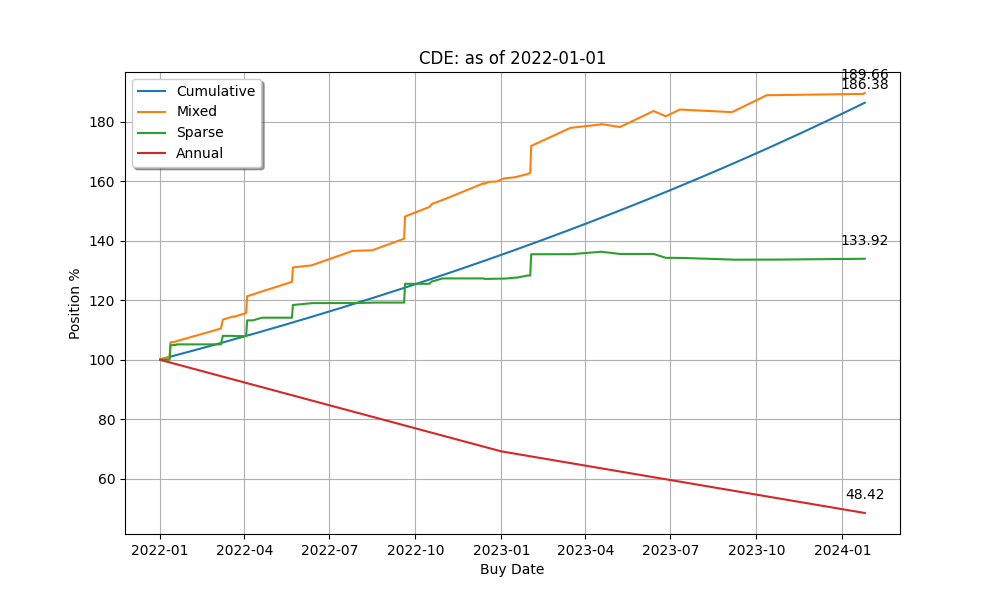 CDE: as of 2022-01-01
189.66
186.38
Cumulative
Mixed
Sparse
Annual
180
160
140
120
100
80
60
133.92
48.42
Position %
2022-01 2022-04 2022-07 2022-10 2023-01 2023-04 2023-07 2023-10 2024-01
Buy Date